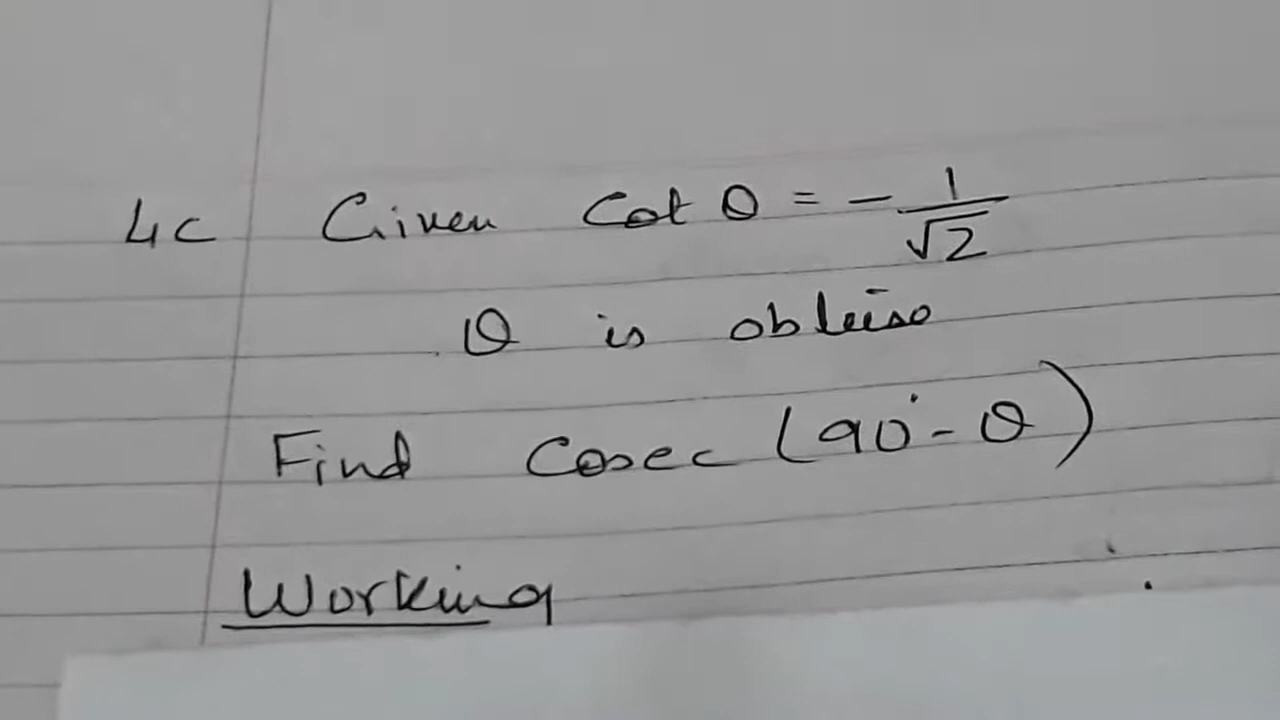 4c Given Cot θ = - 1/√2
θ is obtuse
Find Cosec (90° - θ)
Working